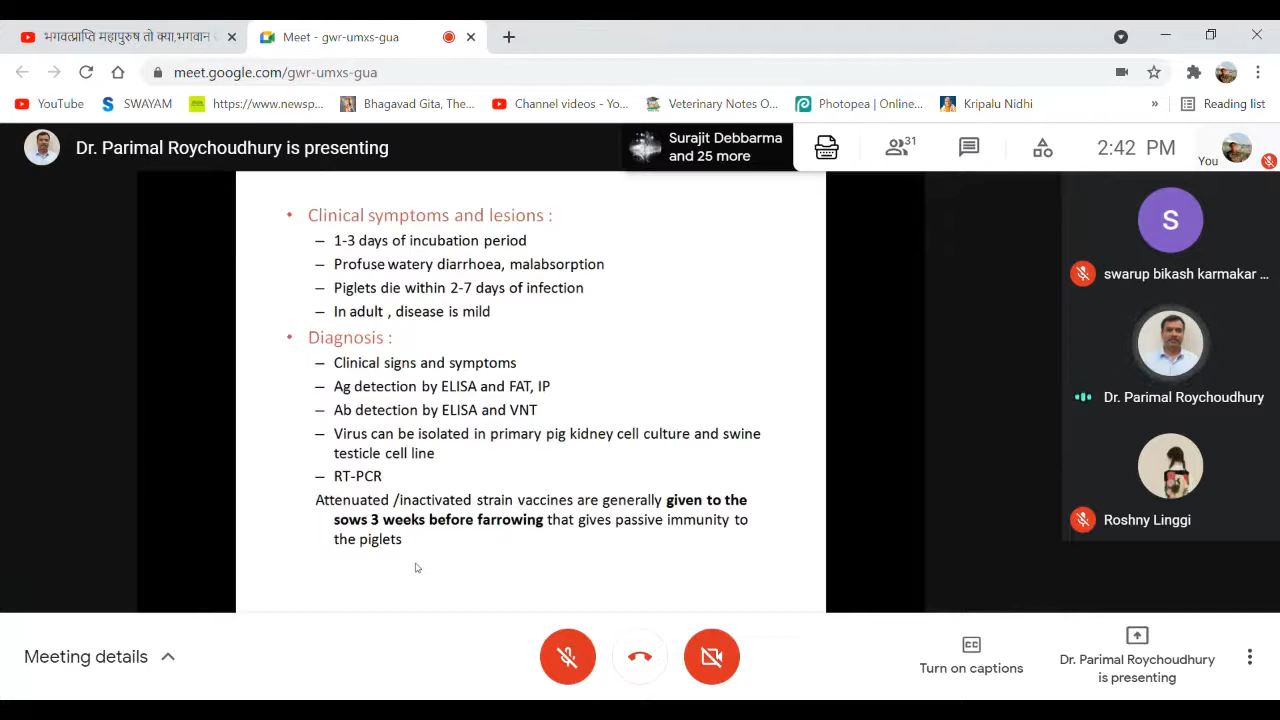 भगवत्प्राप्ति महापुरुष तो क्या,भगवान
Meet - gwr-umxs-gua
meet.google.com/gwr-umxs-gua
YouTube
SWAYAM
https://www.newsp...
Bhagavad Gita, The...
Channel videos - Yo...
Veterinary Notes O...
Photopea | Online...
Kripalu Nidhi
»
Reading list
Dr. Parimal Roychoudhury is presenting
Surajit Debbarma
and 25 more
31
2:42 PM
You
• Clinical symptoms and lesions :
– 1-3 days of incubation period
– Profuse watery diarrhoea, malabsorption
– Piglets die within 2-7 days of infection
– In adult , disease is mild
• Diagnosis :
– Clinical signs and symptoms
– Ag detection by ELISA and FAT, IP
– Ab detection by ELISA and VNT
– Virus can be isolated in primary pig kidney cell culture and swine
testicle cell line
– RT-PCR
Attenuated /inactivated strain vaccines are generally given to the
sows 3 weeks before farrowing that gives passive immunity to
the piglets
S
swarup bikash karmakar ...
Dr. Parimal Roychoudhury
Roshny Linggi
Meeting details
CC
Turn on captions
Dr. Parimal Roychoudhury
is presenting